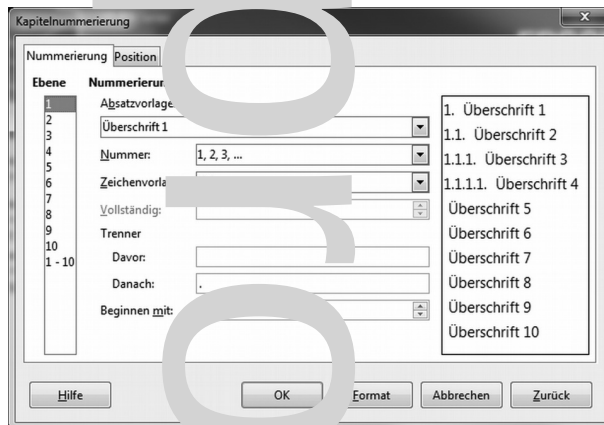 Kapitelnummerierung
Nummerierung Position
Ebene
1
2
3
4
5
6
7
8
9
10
1 - 10
Absatzvorlage
Überschrift 1
Nummer: 1, 2, 3, ...
Vollständig:
Trenner
Davor:
Danach: .
Beginnen mit:
1. Überschrift 1
1.1. Überschrift 2
1.1.1. Überschrift 3
1.1.1.1. Überschrift 4
Überschrift 5
Überschrift 6
Überschrift 7
Überschrift 8
Überschrift 9
Überschrift 10
Hilfe OK Format Abbrechen Zurück